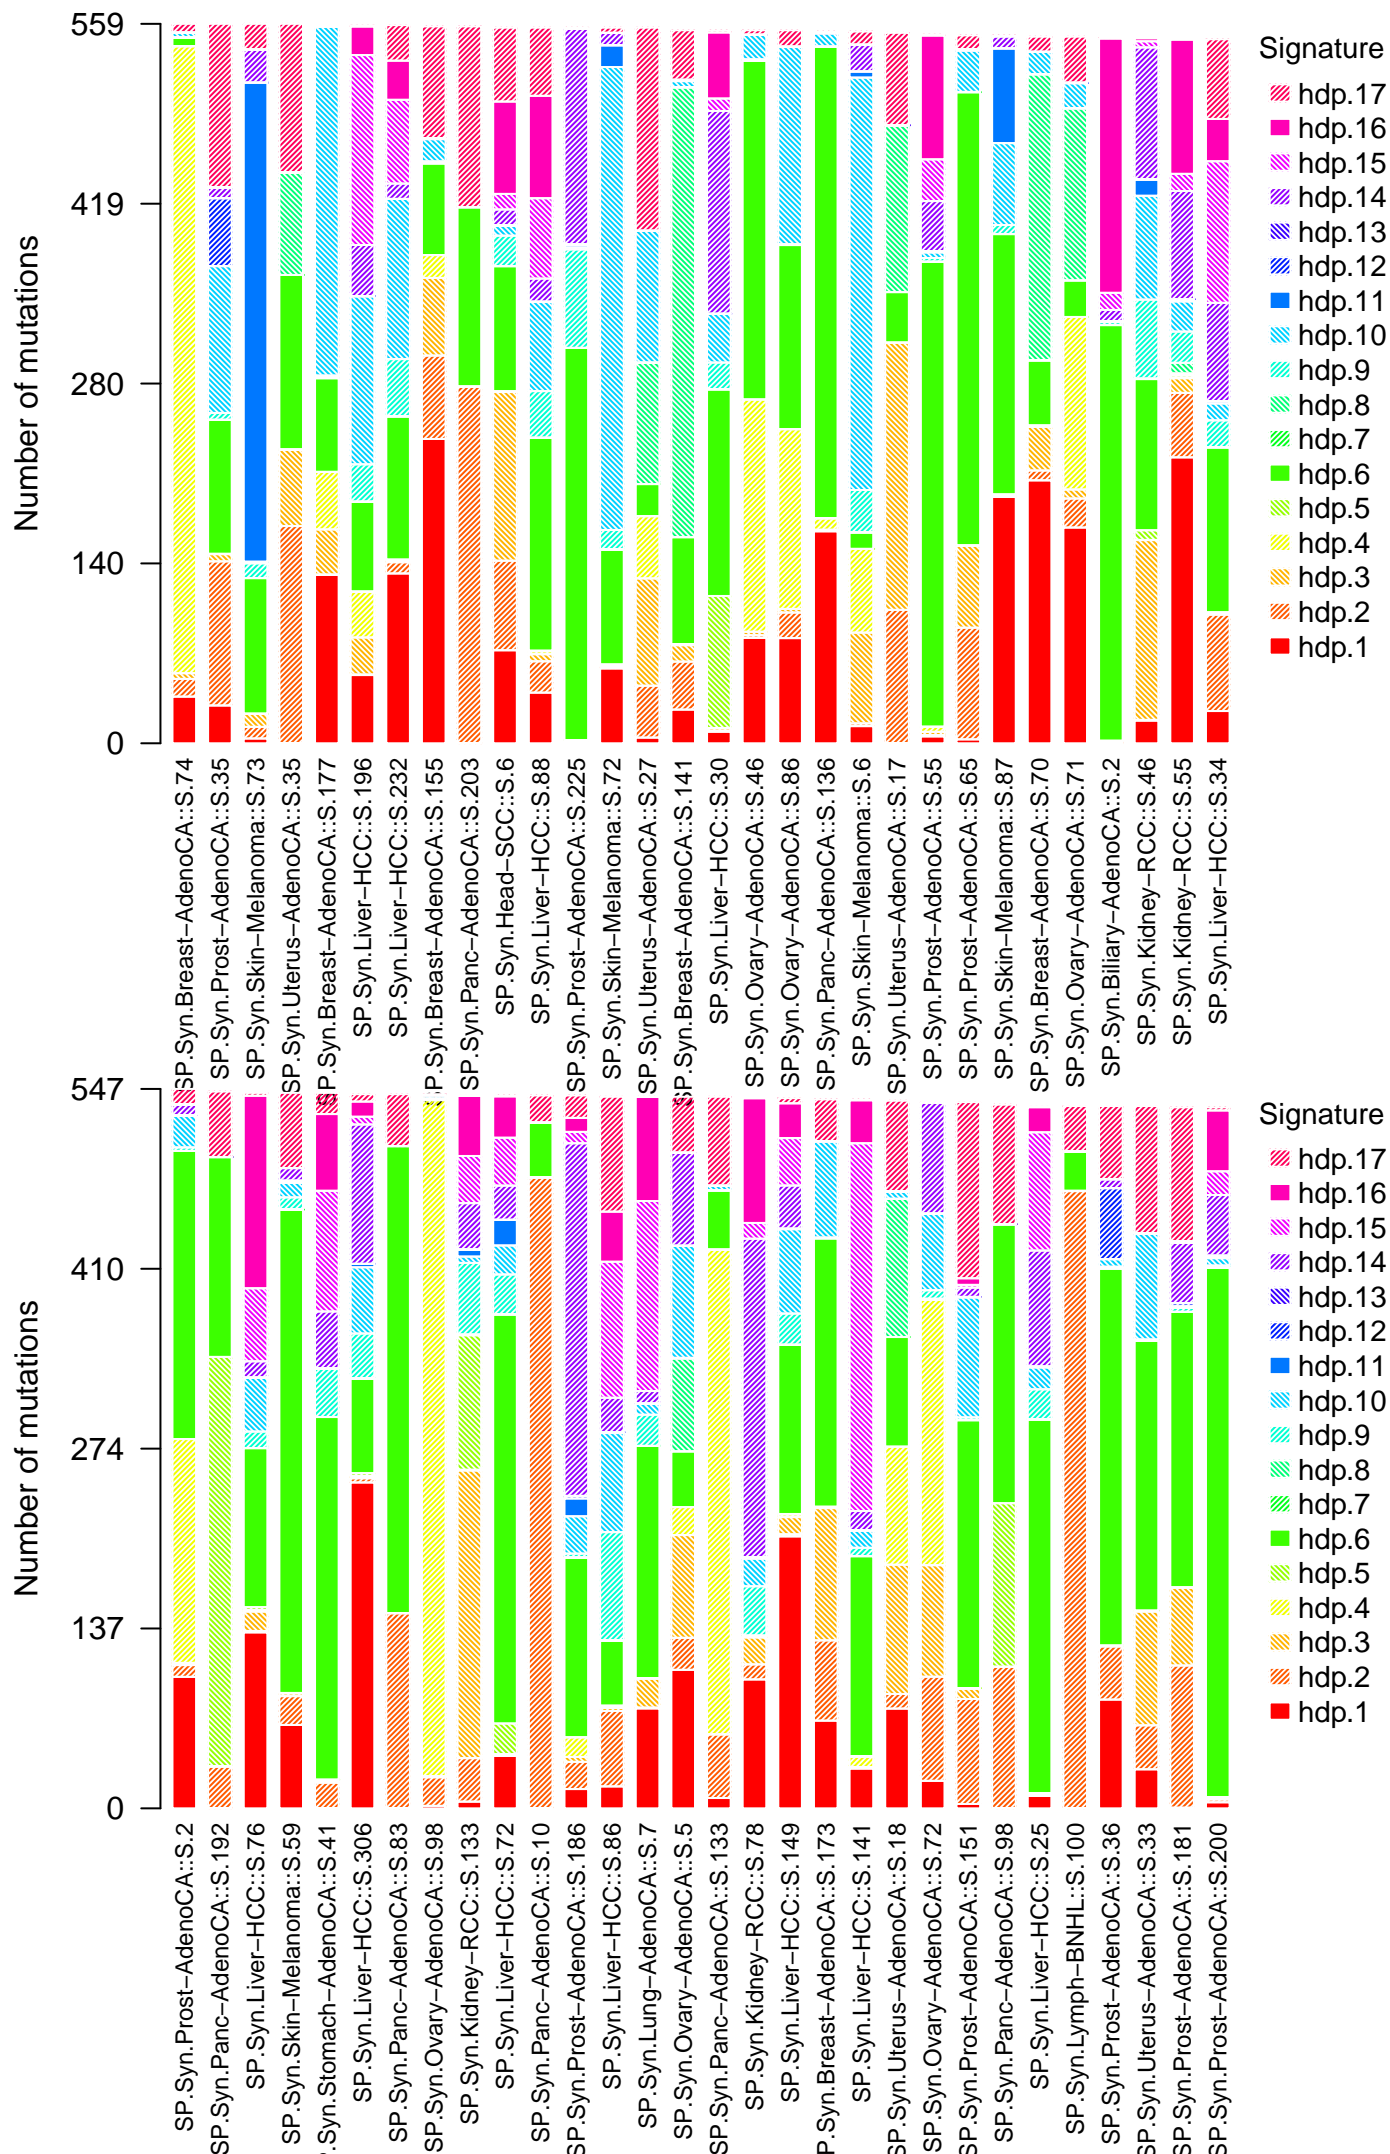 Number of mutations
559
419
280
140
0
Signature
hdp.17
hdp.16
hdp.15
hdp.14
hdp.13
hdp.12
hdp.11
hdp.10
hdp.9
hdp.8
hdp.7
hdp.6
hdp.5
hdp.4
hdp.3
hdp.2
hdp.1
SP.Syn.Breast−AdenoCA::S.74
SP.Syn.Prost−AdenoCA::S.35
SP.Syn.Skin−Melanoma::S.73
SP.Syn.Uterus−AdenoCA::S.35
SP.Syn.Breast−AdenoCA::S.177
SP.Syn.Liver−HCC::S.196
SP.Syn.Liver−HCC::S.232
SP.Syn.Breast−AdenoCA::S.155
SP.Syn.Panc−AdenoCA::S.203
SP.Syn.Head−SCC::S.6
SP.Syn.Liver−HCC::S.88
SP.Syn.Prost−AdenoCA::S.225
SP.Syn.Skin−Melanoma::S.72
SP.Syn.Uterus−AdenoCA::S.27
SP.Syn.Breast−AdenoCA::S.141
SP.Syn.Liver−HCC::S.30
SP.Syn.Ovary−AdenoCA::S.46
SP.Syn.Ovary−AdenoCA::S.86
SP.Syn.Panc−AdenoCA::S.136
SP.Syn.Skin−Melanoma::S.6
SP.Syn.Uterus−AdenoCA::S.17
SP.Syn.Prost−AdenoCA::S.55
SP.Syn.Prost−AdenoCA::S.65
SP.Syn.Skin−Melanoma::S.87
SP.Syn.Breast−AdenoCA::S.70
SP.Syn.Ovary−AdenoCA::S.71
SP.Syn.Biliary−AdenoCA::S.2
SP.Syn.Kidney−RCC::S.46
SP.Syn.Kidney−RCC::S.55
SP.Syn.Liver−HCC::S.34
Number of mutations
547
410
274
137
0
Signature
hdp.17
hdp.16
hdp.15
hdp.14
hdp.13
hdp.12
hdp.11
hdp.10
hdp.9
hdp.8
hdp.7
hdp.6
hdp.5
hdp.4
hdp.3
hdp.2
hdp.1
SP.Syn.Prost−AdenoCA::S.2
SP.Syn.Panc−AdenoCA::S.192
SP.Syn.Liver−HCC::S.76
SP.Syn.Skin−Melanoma::S.59
.Syn.Stomach−AdenoCA::S.41
SP.Syn.Liver−HCC::S.306
SP.Syn.Panc−AdenoCA::S.83
SP.Syn.Ovary−AdenoCA::S.98
SP.Syn.Kidney−RCC::S.133
SP.Syn.Liver−HCC::S.72
SP.Syn.Panc−AdenoCA::S.10
SP.Syn.Prost−AdenoCA::S.186
SP.Syn.Liver−HCC::S.86
SP.Syn.Lung−AdenoCA::S.7
SP.Syn.Ovary−AdenoCA::S.5
SP.Syn.Panc−AdenoCA::S.133
SP.Syn.Kidney−RCC::S.78
SP.Syn.Liver−HCC::S.149
P.Syn.Breast−AdenoCA::S.173
SP.Syn.Liver−HCC::S.141
SP.Syn.Uterus−AdenoCA::S.18
SP.Syn.Ovary−AdenoCA::S.72
SP.Syn.Prost−AdenoCA::S.151
SP.Syn.Panc−AdenoCA::S.98
SP.Syn.Liver−HCC::S.25
SP.Syn.Lymph−BNHL::S.100
SP.Syn.Prost−AdenoCA::S.36
SP.Syn.Uterus−AdenoCA::S.33
SP.Syn.Prost−AdenoCA::S.181
SP.Syn.Prost−AdenoCA::S.200